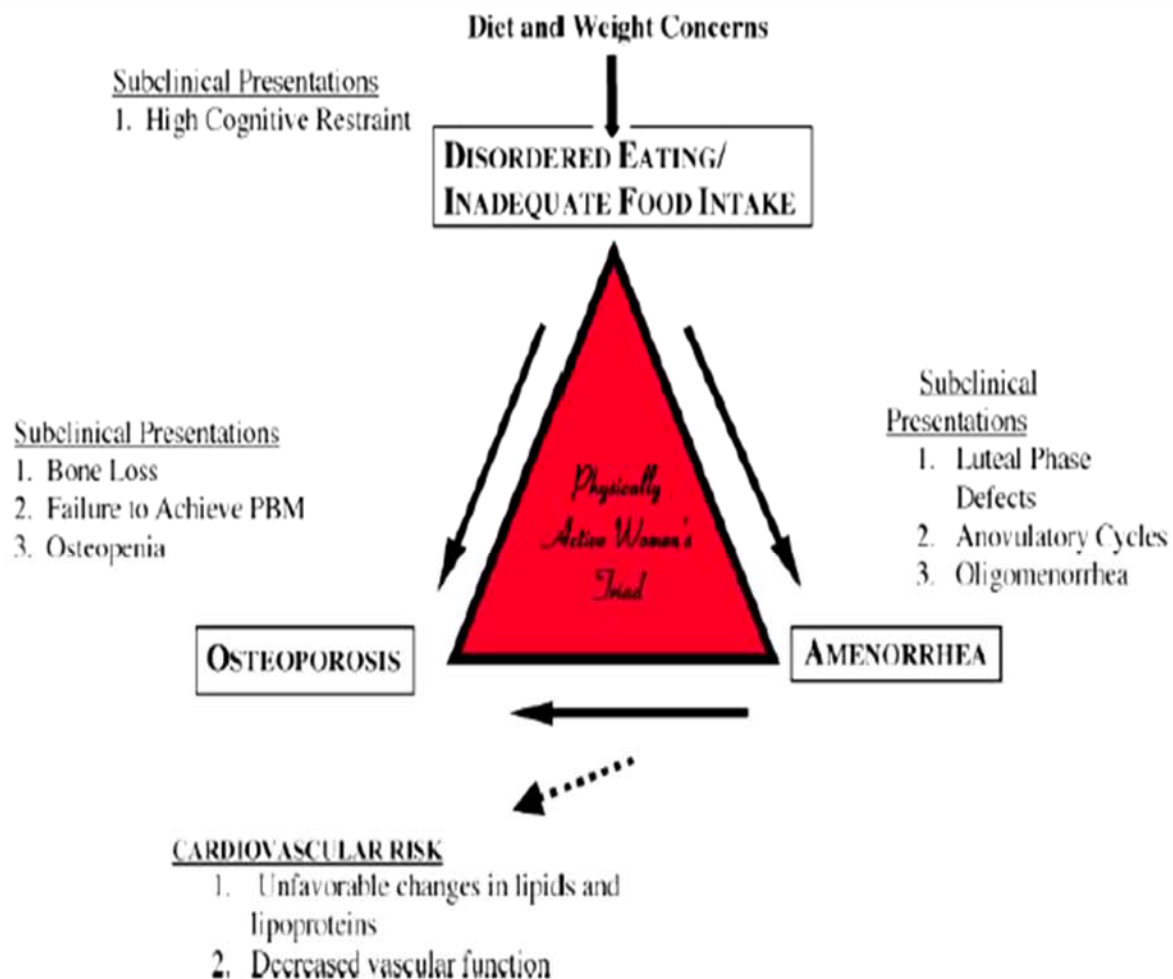 Diet and Weight Concerns
Subclinical Presentations
1. High Cognitive Restraint
DISORDERED EATING/
INADEQUATE FOOD INTAKE
Subclinical Presentations
1. Bone Loss
2. Failure to Achieve PBM
3. Osteopenia
Physically
Active Woman's
Triad
Subclinical
Presentations
1. Luteal Phase
Defects
2. Anovulatory Cycles
3. Oligomenorrhea
OSTEOPOROSIS
AMENORRHEA
CARDIOVASCULAR RISK
1. Unfavorable changes in lipids and
lipoproteins
2. Decreased vascular function